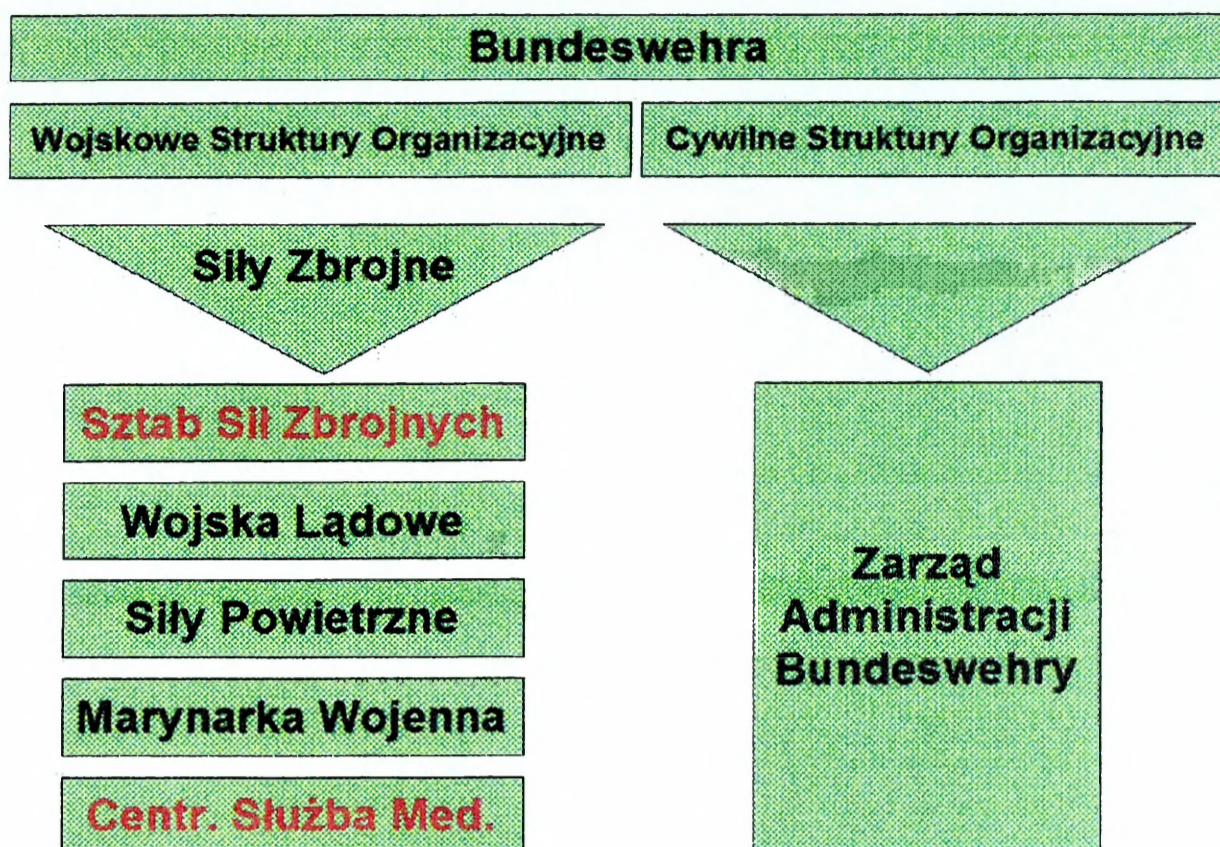 Bundeswehra
Wojskowe Struktury Organizacyjne
Cywilne Struktury Organizacyjne
Siły Zbrojne
Sztab Sił Zbrojnych
Wojska Lądowe
Siły Powietrzne
Marynarka Wojenna
Centr. Służba Med.
Zarząd
Administracji
Bundeswehry